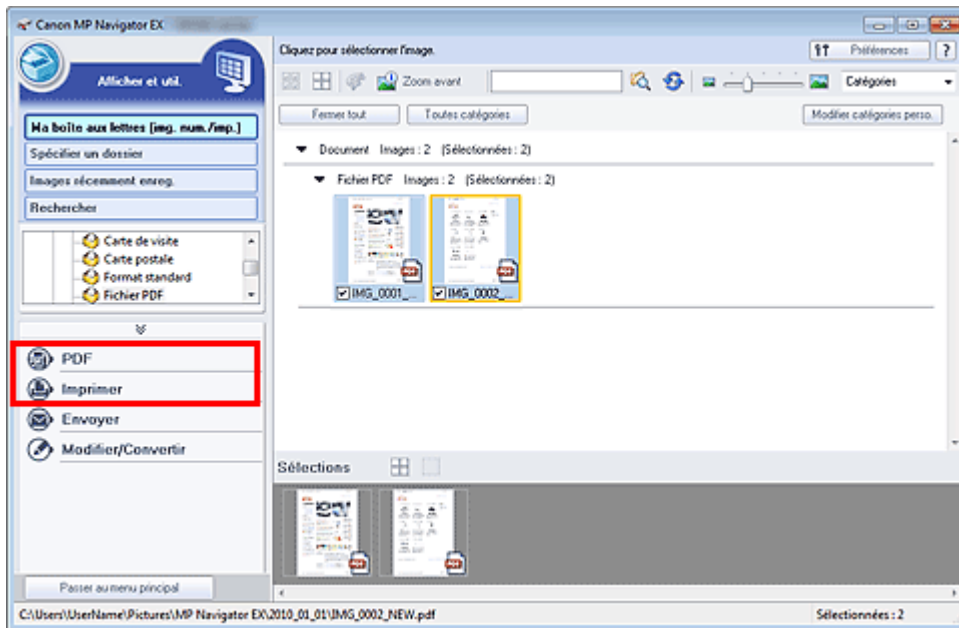 Canon MP Navigator EX
Cliquez pour sélectionner l'image.
Préférences
?
Afficher et util.
Zoom avant
Catégories
Fermer tout
Toutes catégories
Modifier catégories perso.
Ma boîte aux lettres [img. num./imp.]
Spécifier un dossier
Images récemment enreg.
Rechercher
Carte de visite
Carte postale
Format standard
Fichier PDF
Document Images : 2 (Sélectionnées : 2)
Fichier PDF Images : 2 (Sélectionnées : 2)
IMG_0001_...
IMG_0002_...
PDF
Imprimer
Envoyer
Modifier/Convertir
Sélections
Passer au menu principal
C:\Users\UserName\Pictures\MP Navigator EX\2010_01_01\IMG_0002_NEW.pdf
Sélectionnées : 2